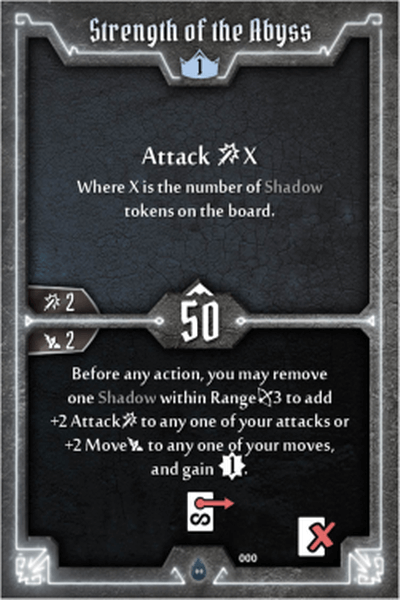 Strength of the Abyss
1
Attack X
Where X is the number of Shadow
tokens on the board.
2
50
2
Before any action, you may remove
one Shadow within Range 3 to add
+2 Attack to any one of your attacks or
+2 Move to any one of your moves,
and gain 1.
000